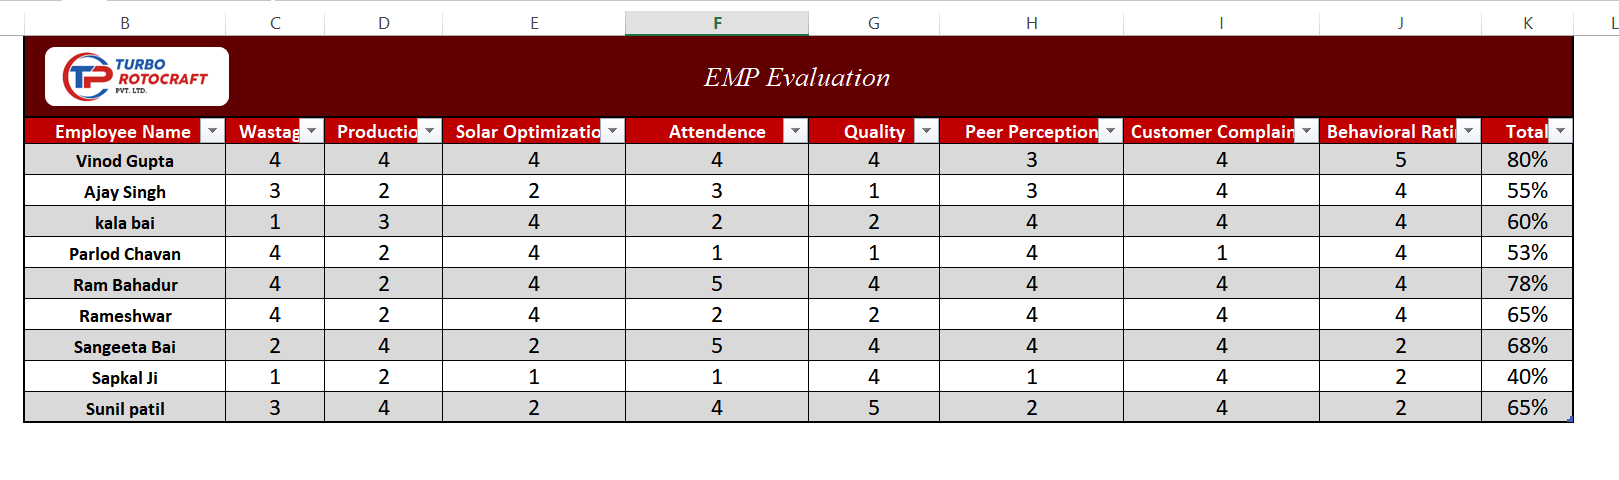 B C D E F G H I J K L
TURBO
ROTOCRAFT
PVT. LTD.
EMP Evaluation
Employee Name Wastag Productio Solar Optimizatio Attendence Quality Peer Perception Customer Complain Behavioral Ratin Total
Vinod Gupta 4 4 4 4 4 3 4 5 80%
Ajay Singh 3 2 2 3 1 3 4 4 55%
kala bai 1 3 4 2 2 4 4 4 60%
Parlod Chavan 4 2 4 1 1 4 1 4 53%
Ram Bahadur 4 2 4 5 4 4 4 4 78%
Rameshwar 4 2 4 2 2 4 4 4 65%
Sangeeta Bai 2 4 2 5 4 4 4 2 68%
Sapkal Ji 1 2 1 1 4 1 4 2 40%
Sunil patil 3 4 2 4 5 2 4 2 65%